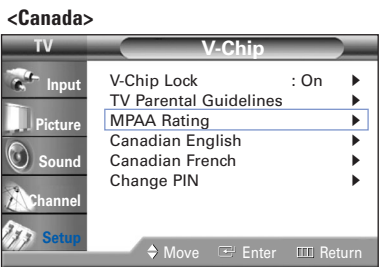 <Canada>
TV
V-Chip
Input
Picture
Sound
Channel
Setup
V-Chip Lock : On
TV Parental Guidelines
MPAA Rating
Canadian English
Canadian French
Change PIN
Move Enter Return